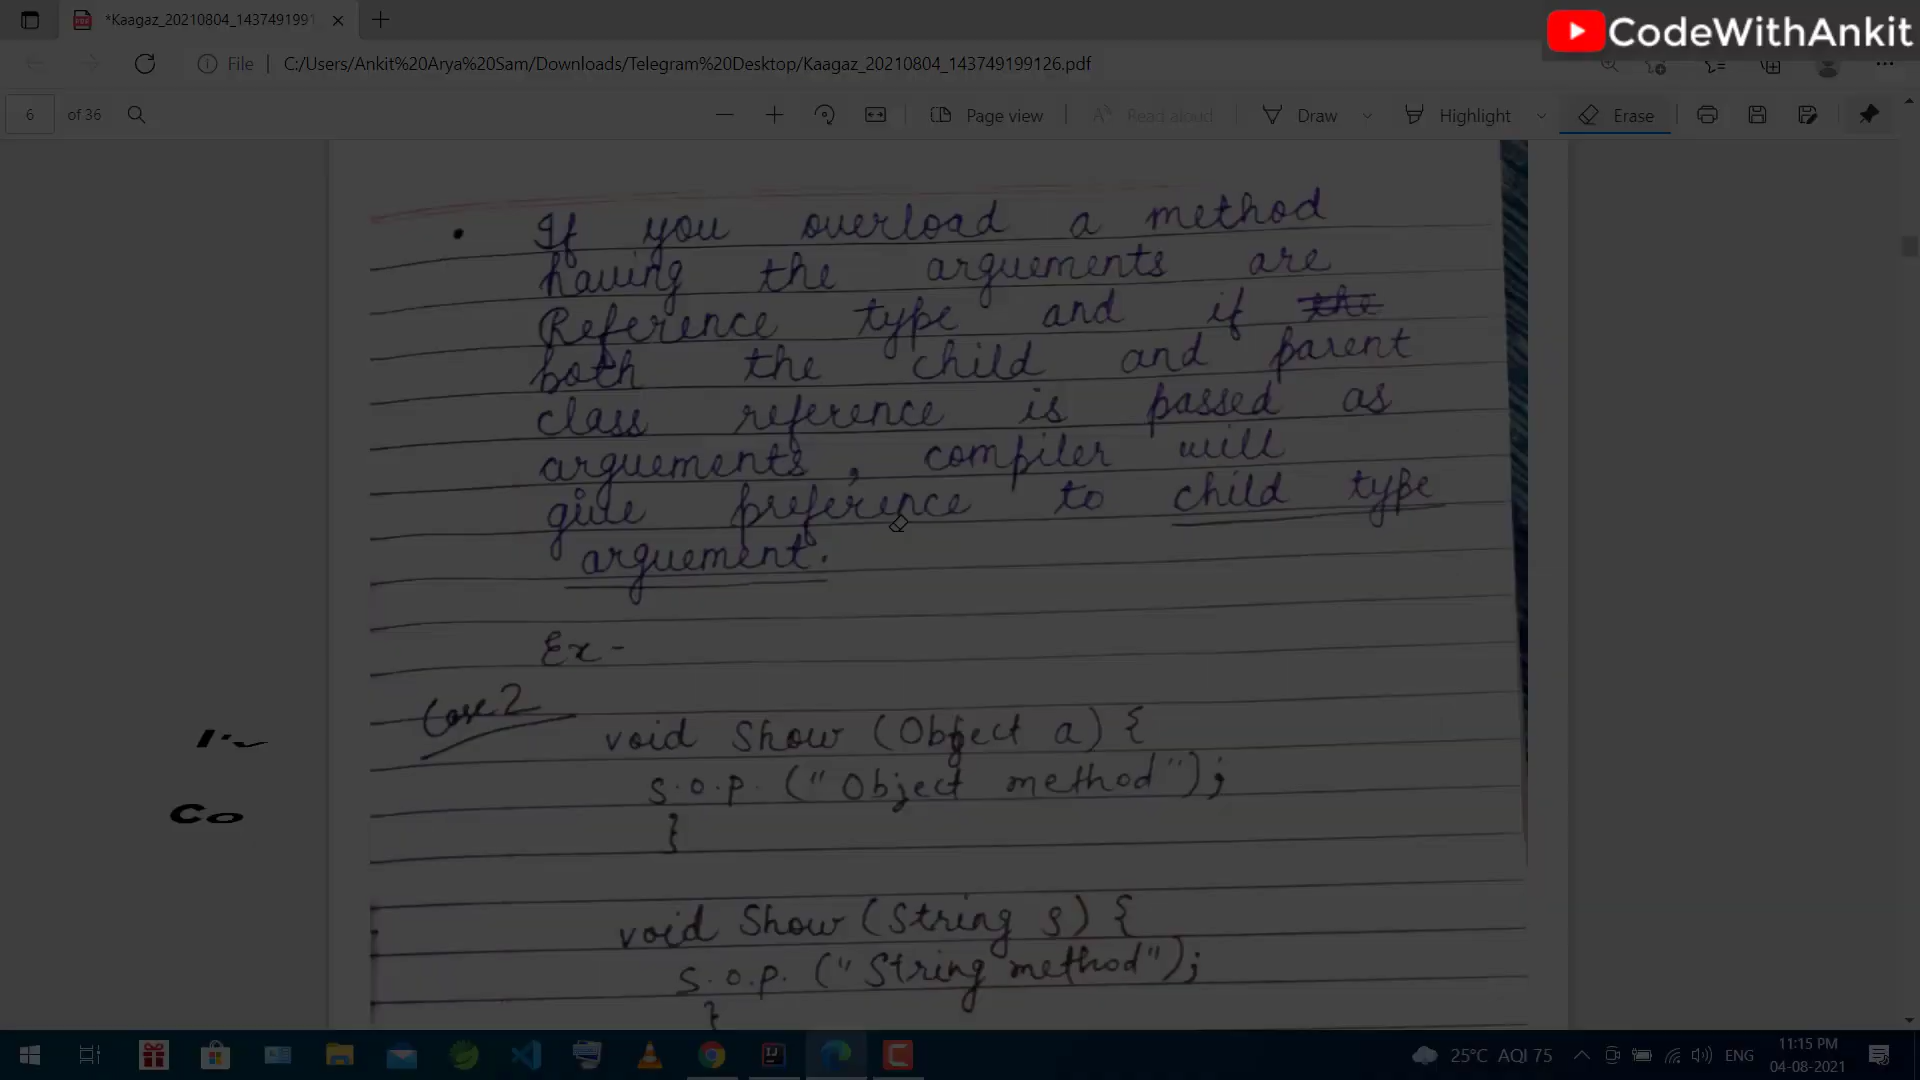 *Kaagaz_20210804_1437491991
CodeWithAnkit
File
C:/Users/Ankit%20Arya%20Sam/Downloads/Telegram%20Desktop/Kaagaz_20210804_143749199126.pdf
6 of 36
Page view
Read aloud
Draw
Highlight
Erase
• If you overload a method
having the arguements are
Reference type and if the
both the child and parent
class reference is passed as
arguements, compiler will
give preference to child type
arguement.
Ex -
Case 2
void Show (Object a) {
S.o.p. ("Object method");
}
void Show (String s) {
S.o.p. ("String method");
}
Co
25°C AQI 75
ENG
11:15 PM
04-08-2021